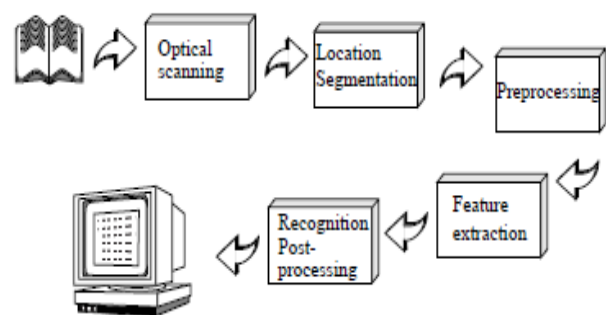 Optical
scanning
Location
Segmentation
Preprocessing
Feature
extraction
Recognition
Post-
processing